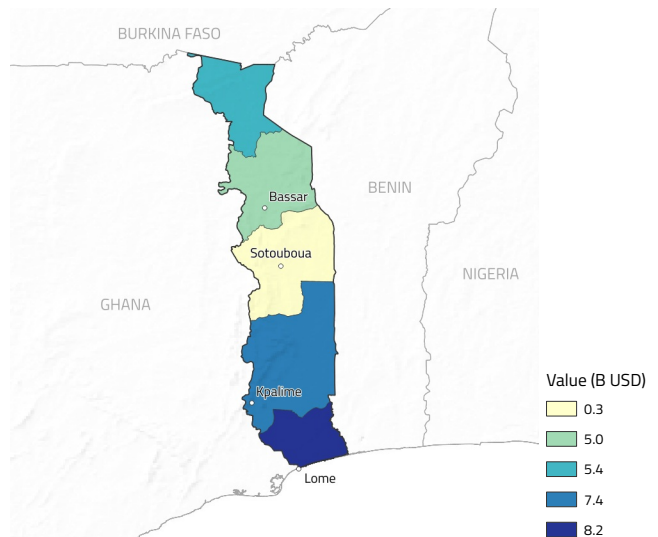 BURKINA FASO
Bassar
BENIN
Sotouboua
NIGERIA
GHANA
Kpalime
Lome
Value (B USD)
0.3
5.0
5.4
7.4
8.2